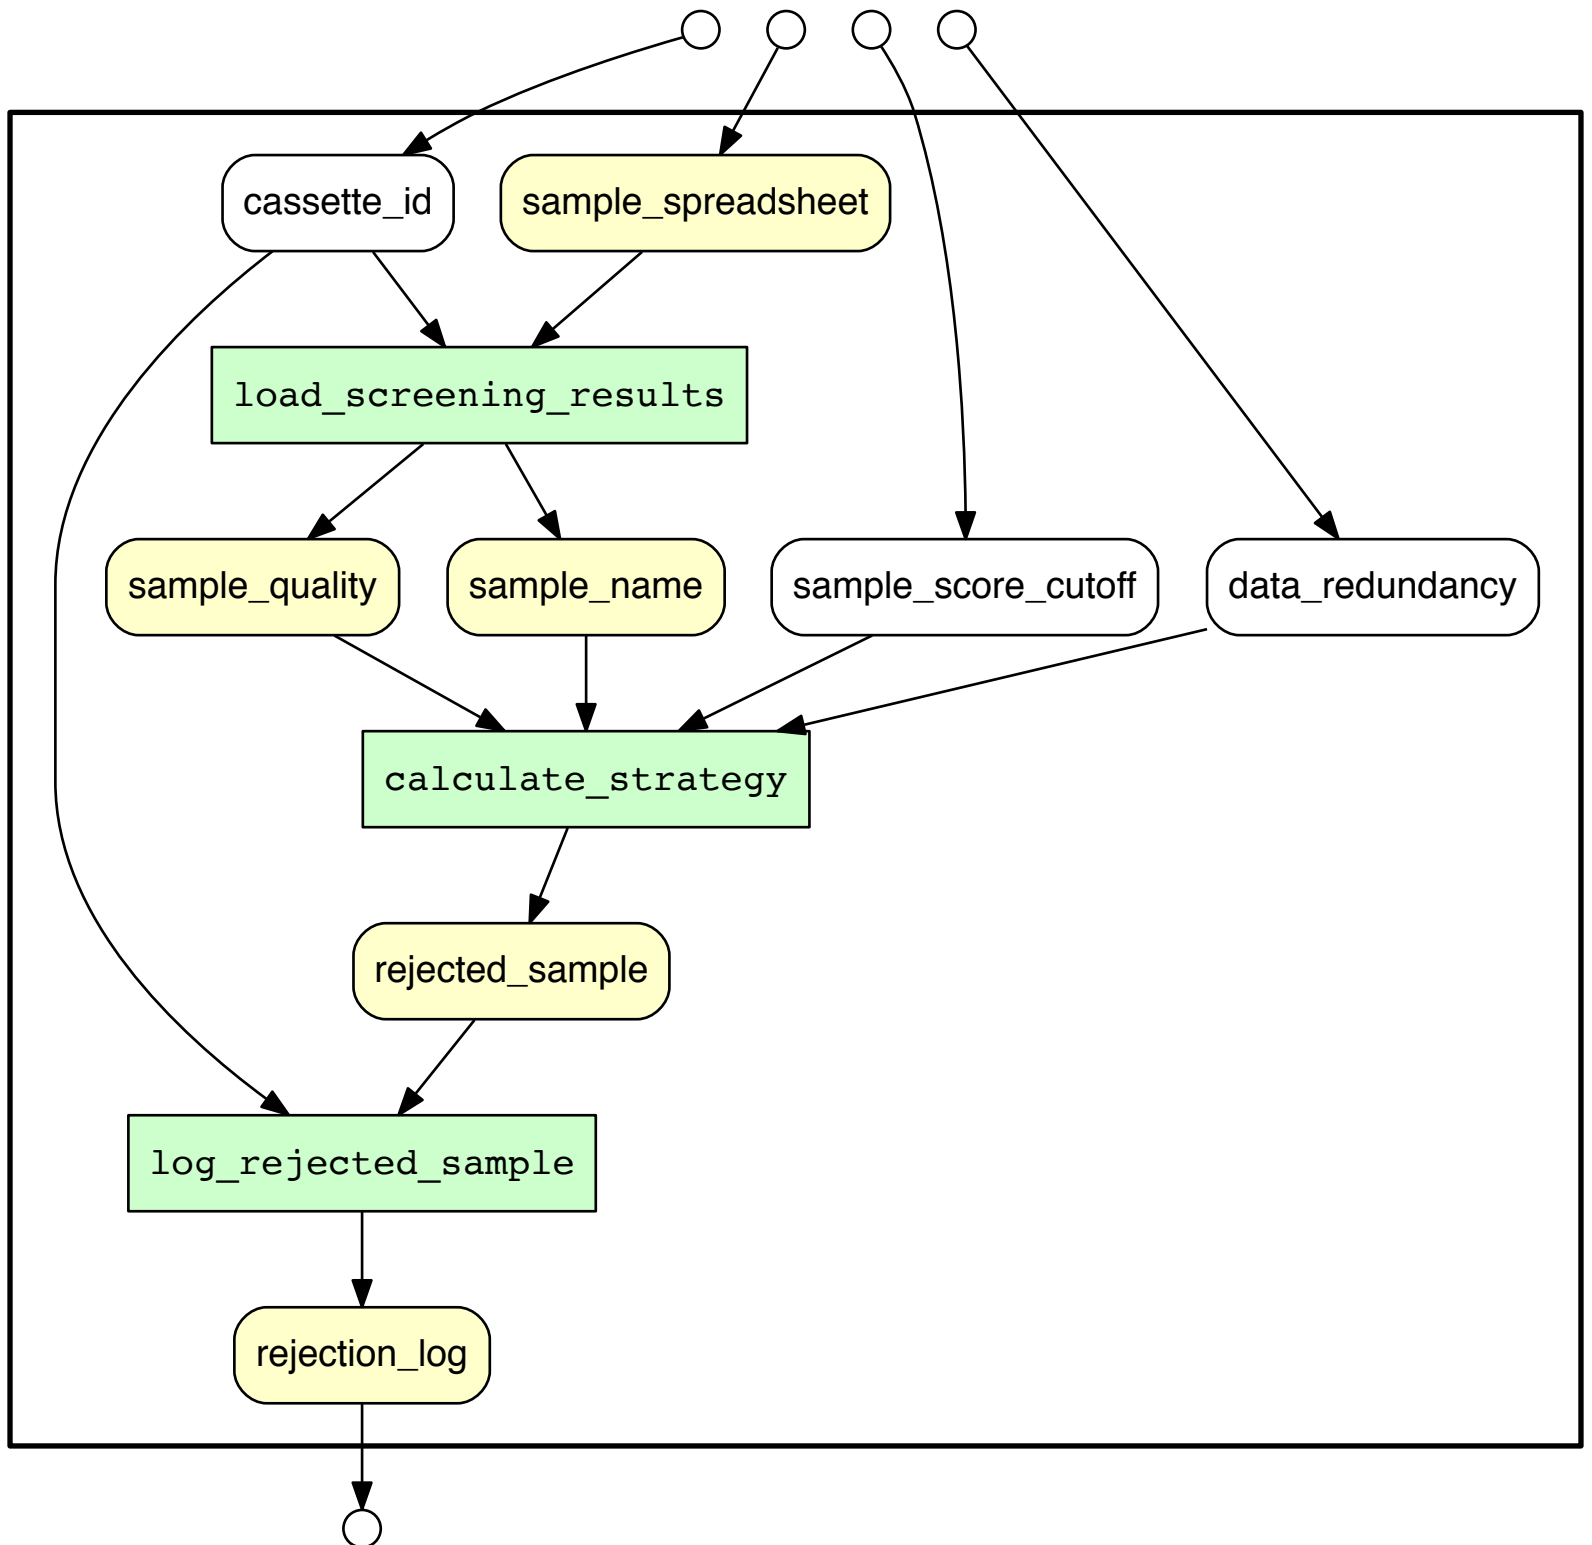 cassette_id
sample_spreadsheet
load_screening_results
sample_quality
sample_name
sample_score_cutoff
data_redundancy
calculate_strategy
rejected_sample
log_rejected_sample
rejection_log